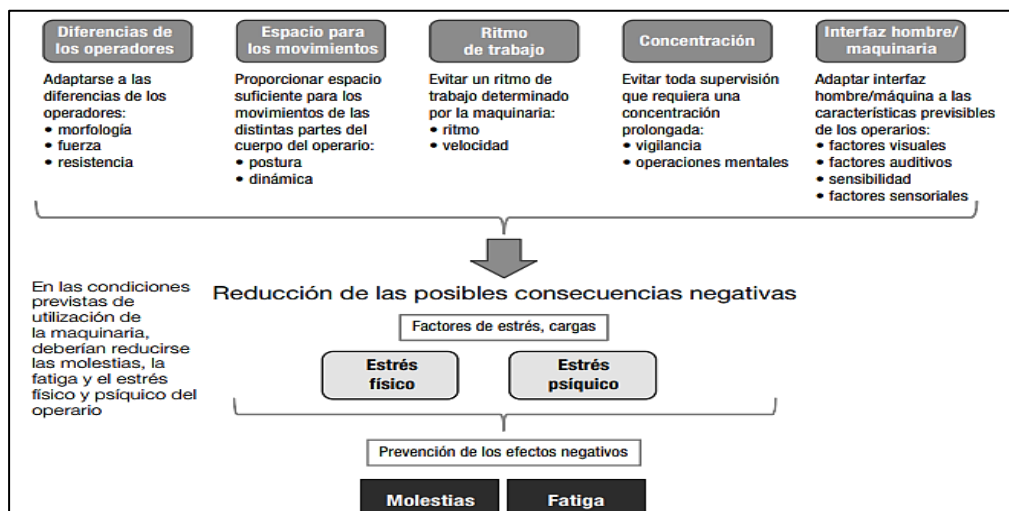 Diferencias de
los operadores
Adaptarse a las
diferencias de los
operadores:
• morfología
• fuerza
• resistencia
Espacio para
los movimientos
Proporcionar espacio
suficiente para los
movimientos de las
distintas partes del
cuerpo del operario:
• postura
• dinámica
Ritmo
de trabajo
Evitar un ritmo de
trabajo determinado
por la maquinaria:
• ritmo
• velocidad
Concentración
Evitar toda supervisión
que requiera una
concentración
prolongada:
• vigilancia
• operaciones mentales
Interfaz hombre/
maquinaria
Adaptar interfaz
hombre/máquina a las
características previsibles
de los operarios:
• factores visuales
• factores auditivos
• sensibilidad
• factores sensoriales
En las condiciones
previstas de
utilización de
la maquinaria,
deberían reducirse
las molestias, la
fatiga y el estrés
físico y psíquico del
operario
Reducción de las posibles consecuencias negativas
Factores de estrés, cargas
Estrés
físico
Estrés
psíquico
Prevención de los efectos negativos
Molestias
Fatiga